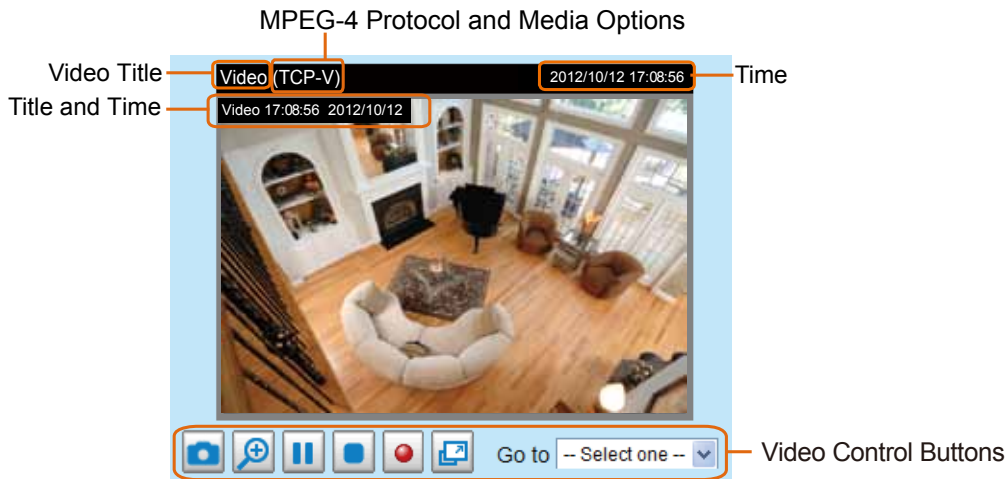 MPEG-4 Protocol and Media Options
Video Title
Video (TCP-V)
2012/10/12 17:08:56
Time
Title and Time
Video 17:08:56 2012/10/12
Go to
-- Select one --
Video Control Buttons